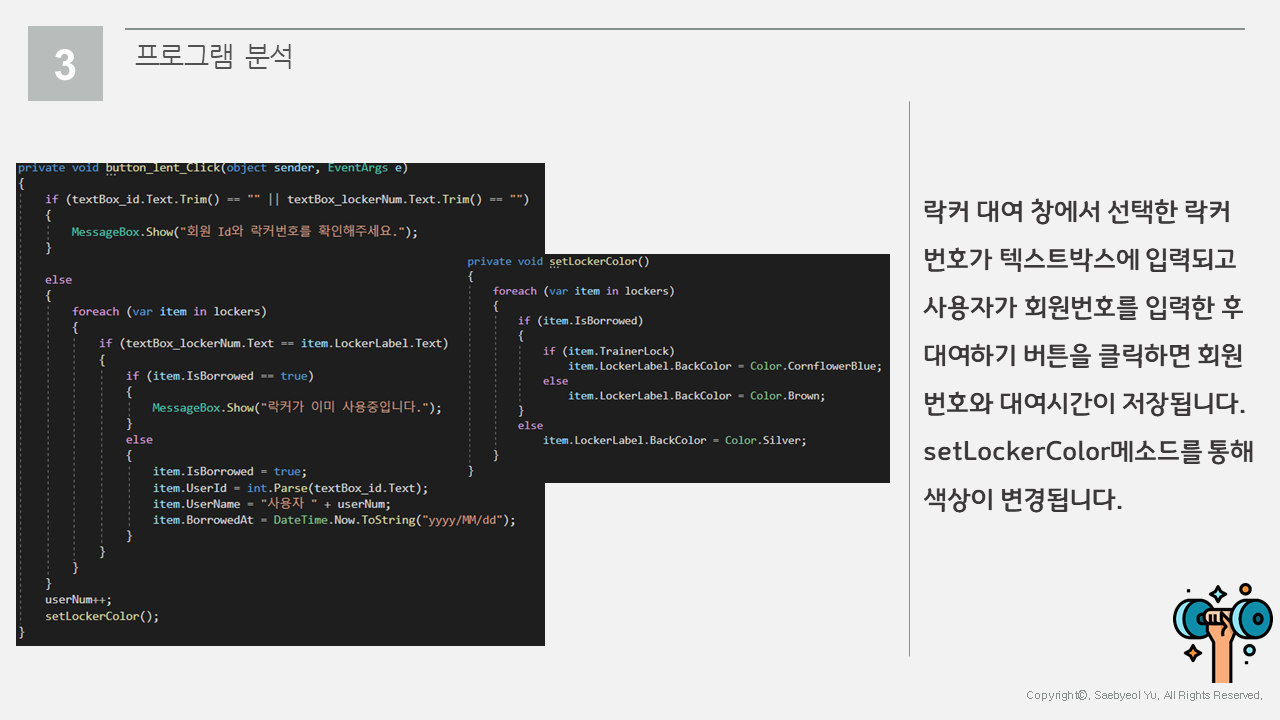 3
프로그램 분석
private void button_lent_Click(object sender, EventArgs e)
{
if (textBox_id.Text.Trim() == "" || textBox_lockerNum.Text.Trim() == "")
{
MessageBox.Show("회원 Id와 락커번호를 확인해주세요.");
}
else
{
foreach (var item in lockers)
{
if (textBox_lockerNum.Text == item.LockerLabel.Text)
{
if (item.IsBorrowed == true)
{
MessageBox.Show("락커가 이미 사용중입니다.");
}
else
{
item.IsBorrowed = true;
item.UserId = int.Parse(textBox_id.Text);
item.UserName = "사용자 " + userNum;
item.BorrowedAt = DateTime.Now.ToString("yyyy/MM/dd");
}
}
}
}
userNum++;
setLockerColor();
}
private void setLockerColor()
{
foreach (var item in lockers)
{
if (item.IsBorrowed)
{
if (item.TrainerLock)
item.LockerLabel.BackColor = Color.CornflowerBlue;
else
item.LockerLabel.BackColor = Color.Brown;
}
else
item.LockerLabel.BackColor = Color.Silver;
}
}
락커 대여 창에서 선택한 락커
번호가 텍스트박스에 입력되고
사용자가 회원번호를 입력한 후
대여하기 버튼을 클릭하면 회원
번호와 대여시간이 저장됩니다.
setLockerColor메소드를 통해
색상이 변경됩니다.
Copyrightⓒ. Saebyeol Yu. All Rights Reserved.